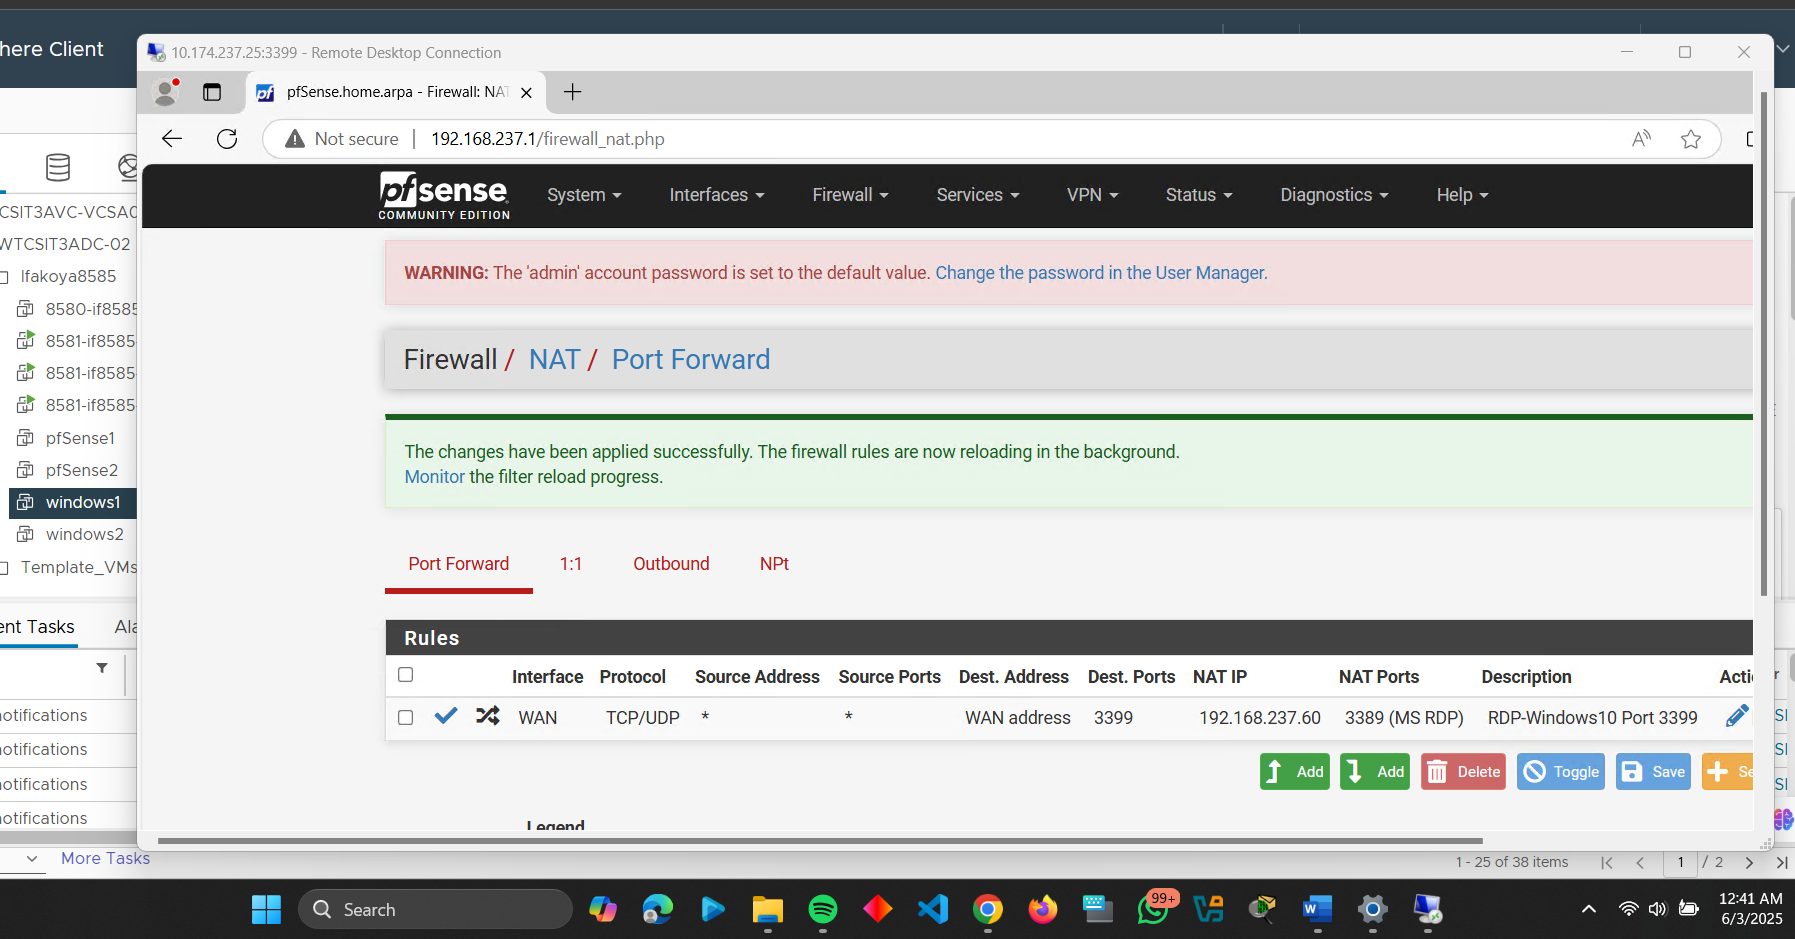 here Client
10.174.237.25:3399 - Remote Desktop Connection
pfSense.home.arpa - Firewall: NAT
Not secure | 192.168.237.1/firewall_nat.php
pfsense
COMMUNITY EDITION
System Interfaces Firewall Services VPN Status Diagnostics Help
WARNING: The 'admin' account password is set to the default value. Change the password in the User Manager.
Firewall / NAT / Port Forward
The changes have been applied successfully. The firewall rules are now reloading in the background.
Monitor the filter reload progress.
Port Forward 1:1 Outbound NPt
Rules
Interface Protocol Source Address Source Ports Dest. Address Dest. Ports NAT IP NAT Ports Description Acti
WAN TCP/UDP * * WAN address 3399 192.168.237.60 3389 (MS RDP) RDP-Windows10 Port 3399
Add Add Delete Toggle Save Se
Legend
CSIT3AVC-VCSA0
WTCSIT3ADC-02
Ifakoya8585
8580-if8585
8581-if8585
8581-if8585
8581-if8585
pfSense1
pfSense2
windows1
windows2
Template_VMs
ent Tasks Ala
notifications
notifications
notifications
notifications
More Tasks
1 - 25 of 38 items 1 / 2
Search
99+
12:41 AM
6/3/2025